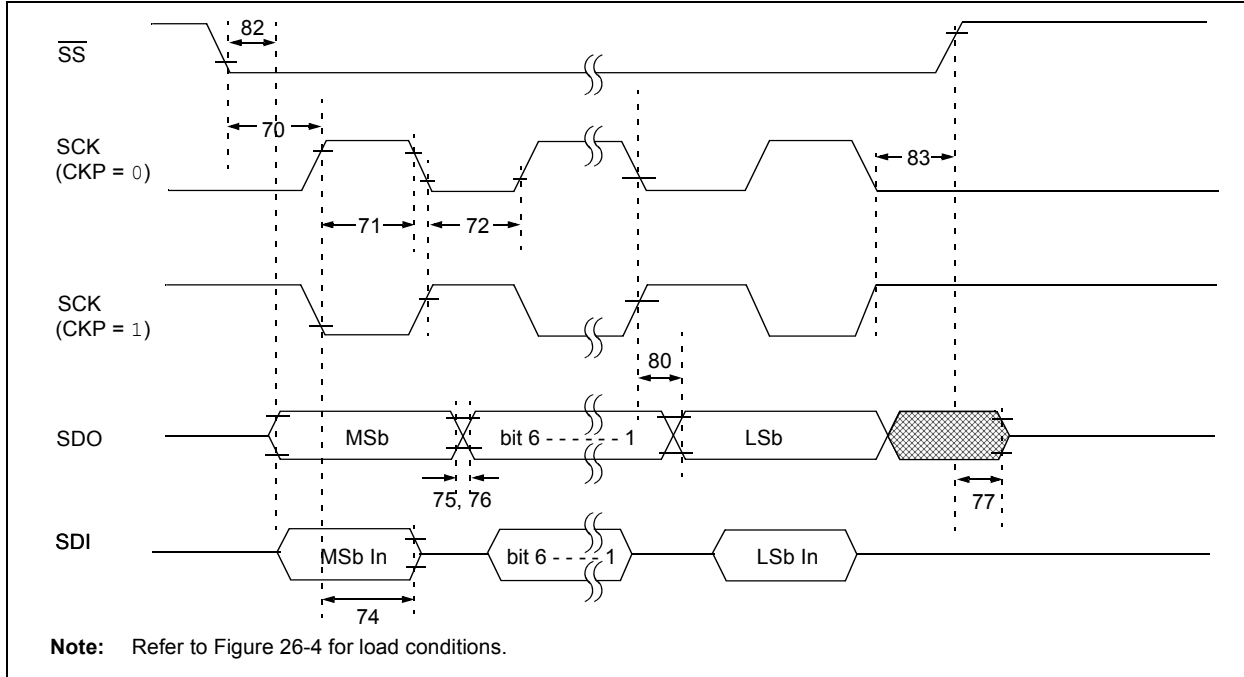 82
SS
70
SCK
(CKP = 0)
83
71
72
SCK
(CKP = 1)
80
SDO
MSb
bit 6 - - - - - - 1
LSb
75, 76
77
SDI
MSb In
bit 6 - - - - 1
LSb In
74
Note: Refer to Figure 26-4 for load conditions.